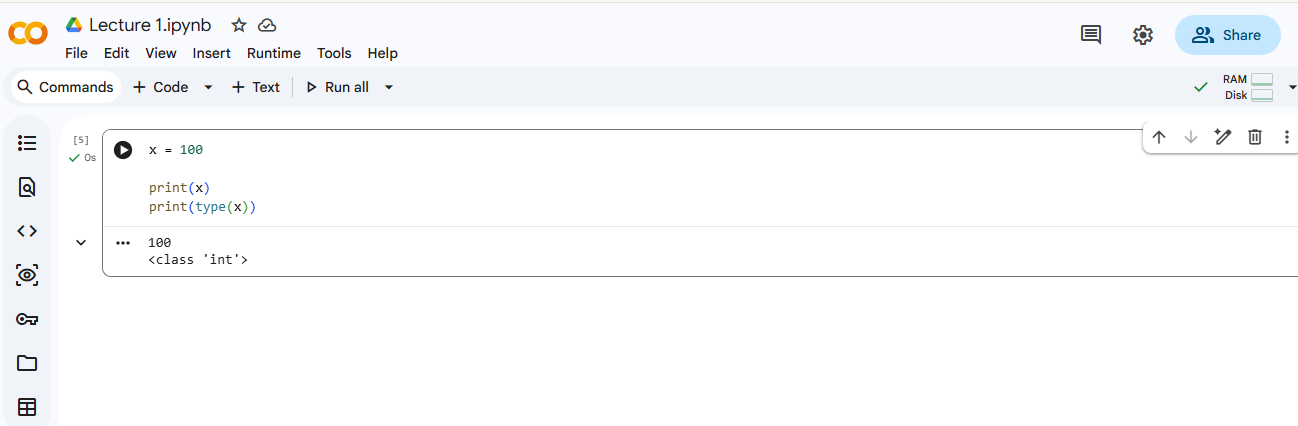 Lecture 1.ipynb
File Edit View Insert Runtime Tools Help
Share
Commands + Code + Text Run all
RAM
Disk
[5]
0s
x = 100
print(x)
print(type(x))
100
<class 'int'>